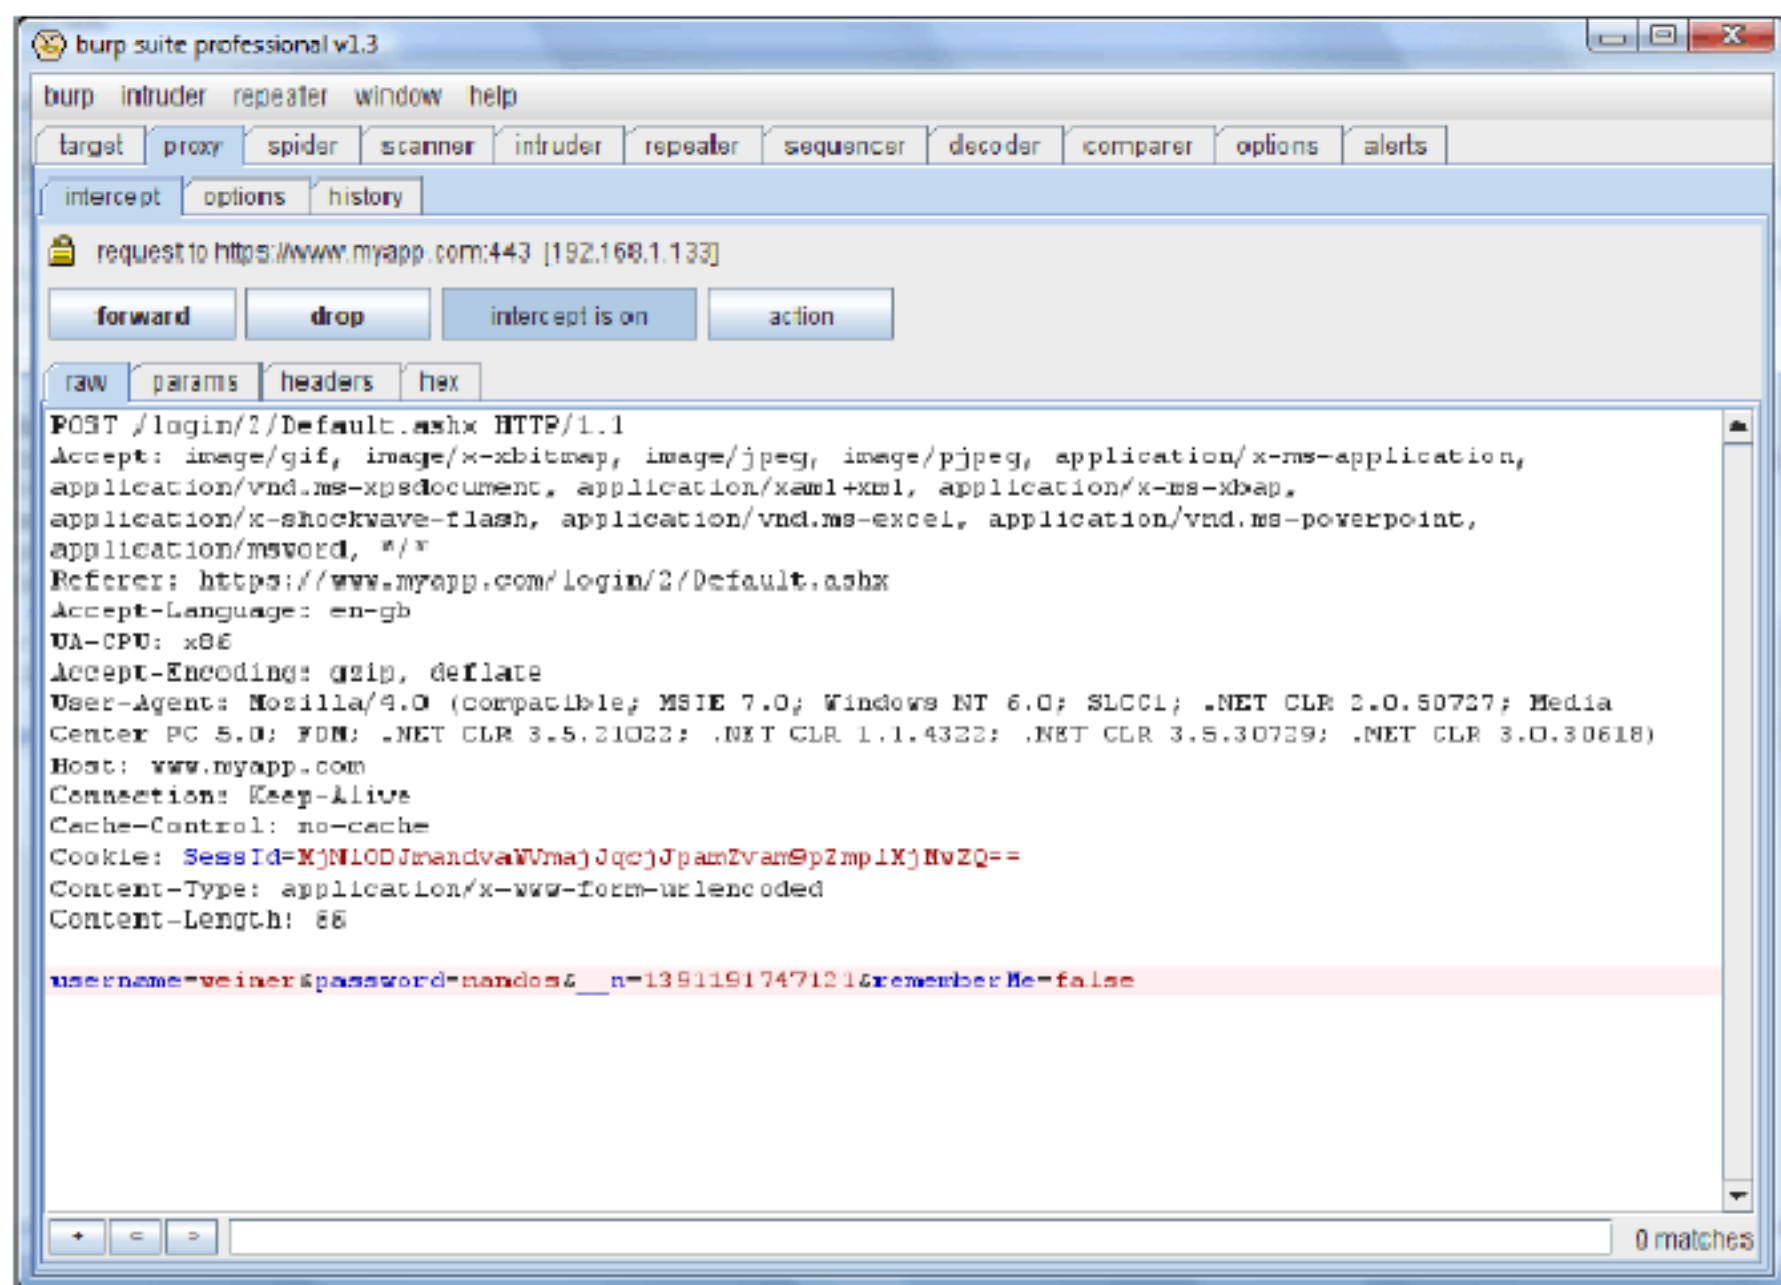 burp suite professional v1.3
burp intruder repeater window help
target proxy spider scanner intruder repeater sequencer decoder comparer options alerts
intercept options history
request to https://www.myapp.com:443 [192.168.1.133]
forward drop intercept is on action
raw params headers hex
POST /login/2/Default.ashx HTTP/1.1
Accept: image/gif, image/x-xbitmap, image/jpeg, image/pjpeg, application/x-ms-application,
application/vnd.ms-xpsdocument, application/xaml+xml, application/x-ms-xbap,
application/x-shockwave-flash, application/vnd.ms-excel, application/vnd.ms-powerpoint,
application/msword, */*
Referer: https://www.myapp.com/login/2/Default.ashx
Accept-Language: en-gb
UA-CPU: x86
Accept-Encoding: gzip, deflate
User-Agent: Mozilla/4.0 (compatible; MSIE 7.0; Windows NT 6.0; SLCC1; .NET CLR 2.0.50727; Media
Center PC 5.0; FDM; .NET CLR 3.5.21022; .NET CLR 1.1.4322; .NET CLR 3.5.30729; .NET CLR 3.0.30618)
Host: www.myapp.com
Connection: Keep-Alive
Cache-Control: no-cache
Cookie: SessId=
Content-Type: application/x-www-form-urlencoded
Content-Length: 66
username=weiner&password=nandos&__n=1391191747121&rememberMe=false
+ < > 0 matches